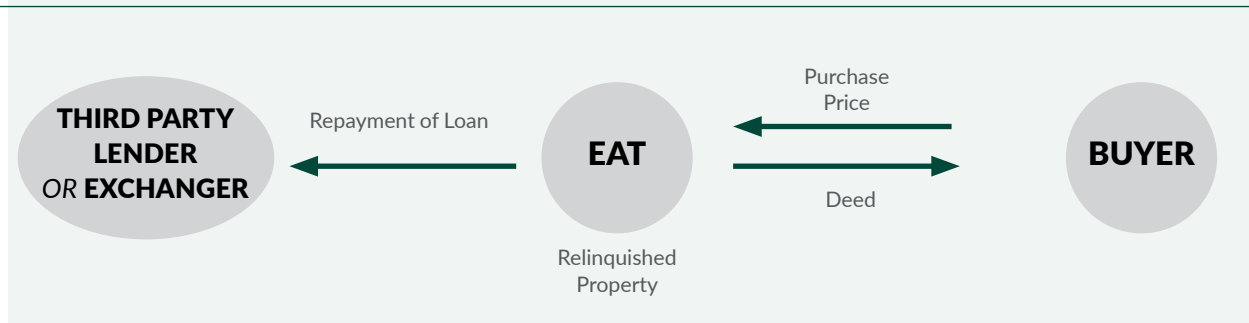 THIRD PARTY
LENDER
OR EXCHANGER
Repayment of Loan
EAT
Relinquished
Property
Purchase
Price
Deed
BUYER